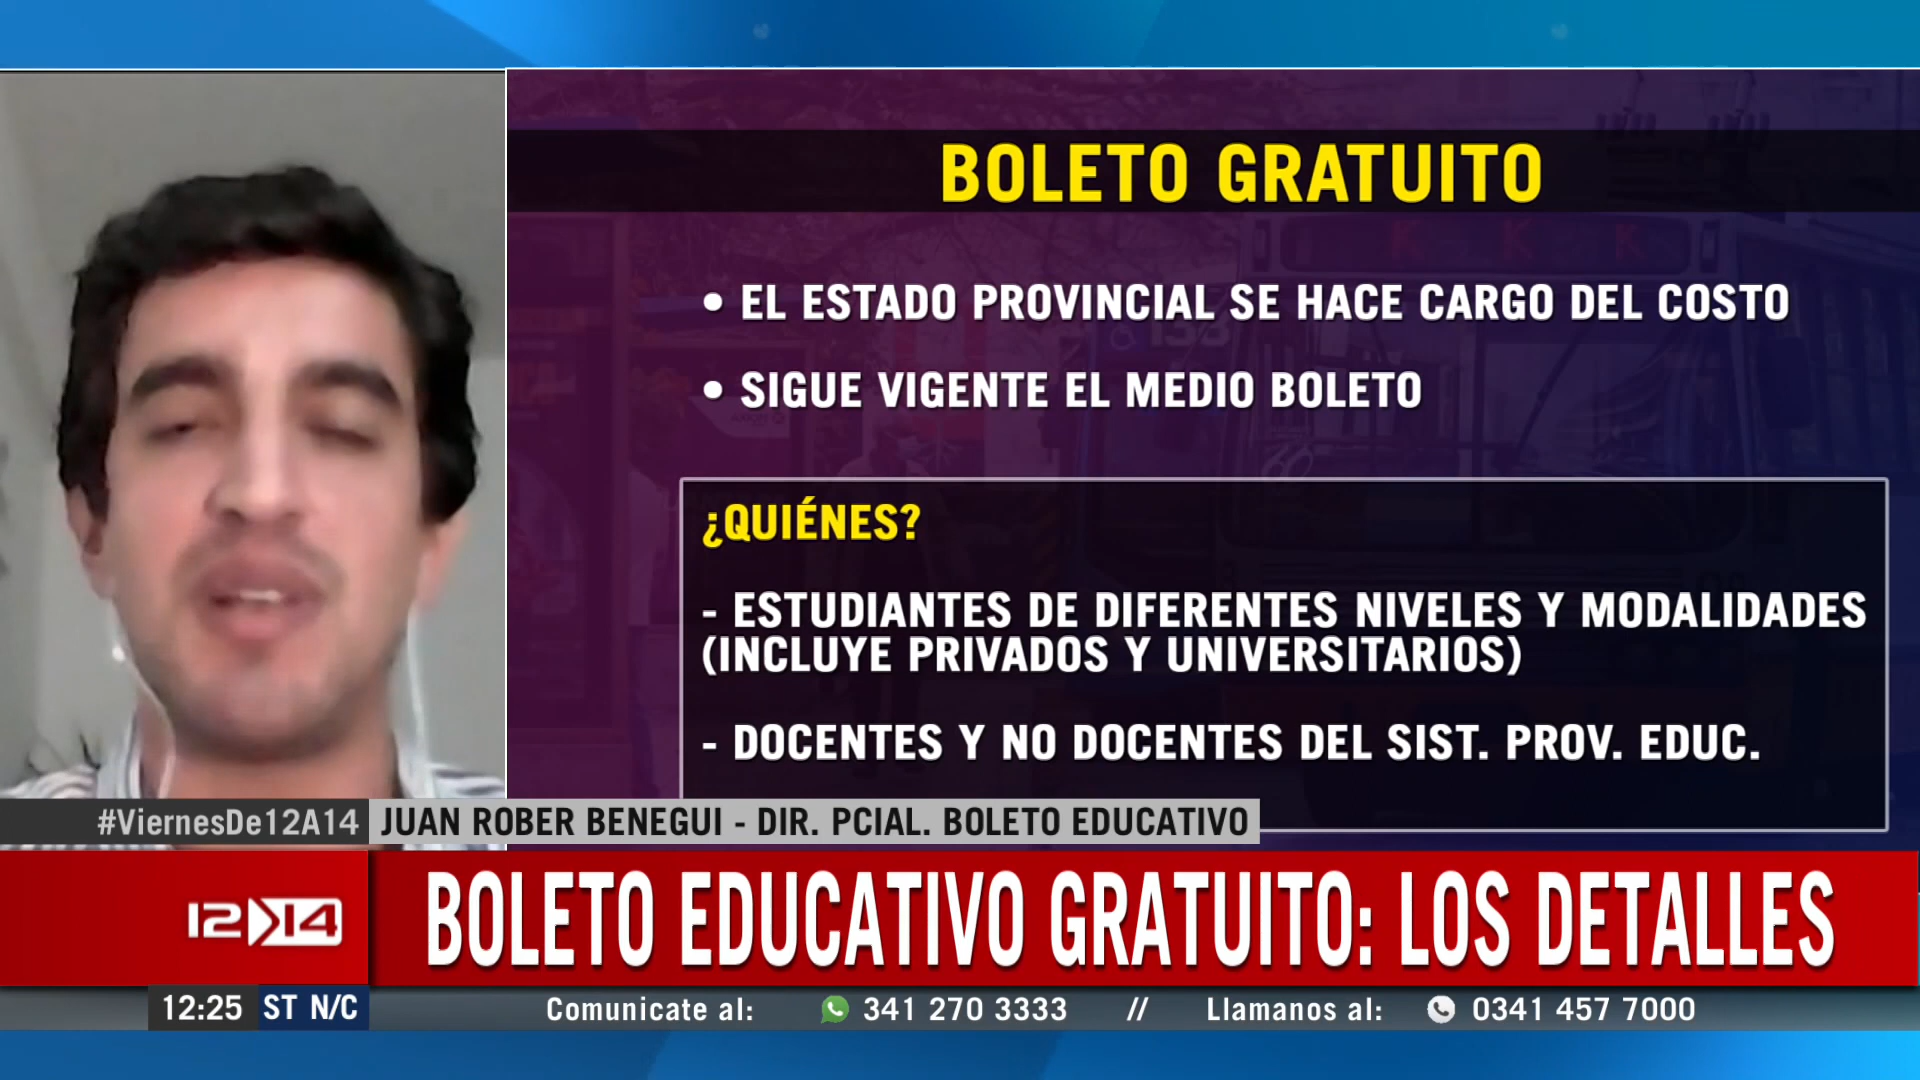 BOLETO GRATUITO
• EL ESTADO PROVINCIAL SE HACE CARGO DEL COSTO
• SIGUE VIGENTE EL MEDIO BOLETO
¿QUIÉNES?
- ESTUDIANTES DE DIFERENTES NIVELES Y MODALIDADES
(INCLUYE PRIVADOS Y UNIVERSITARIOS)
- DOCENTES Y NO DOCENTES DEL SIST. PROV. EDUC.
#ViernesDe12A14 JUAN ROBER BENEGUI - DIR. PCIAL. BOLETO EDUCATIVO
12 14 BOLETO EDUCATIVO GRATUITO: LOS DETALLES
12:25 ST N/C Comunicate al: 341 270 3333 // Llamanos al: 0341 457 7000